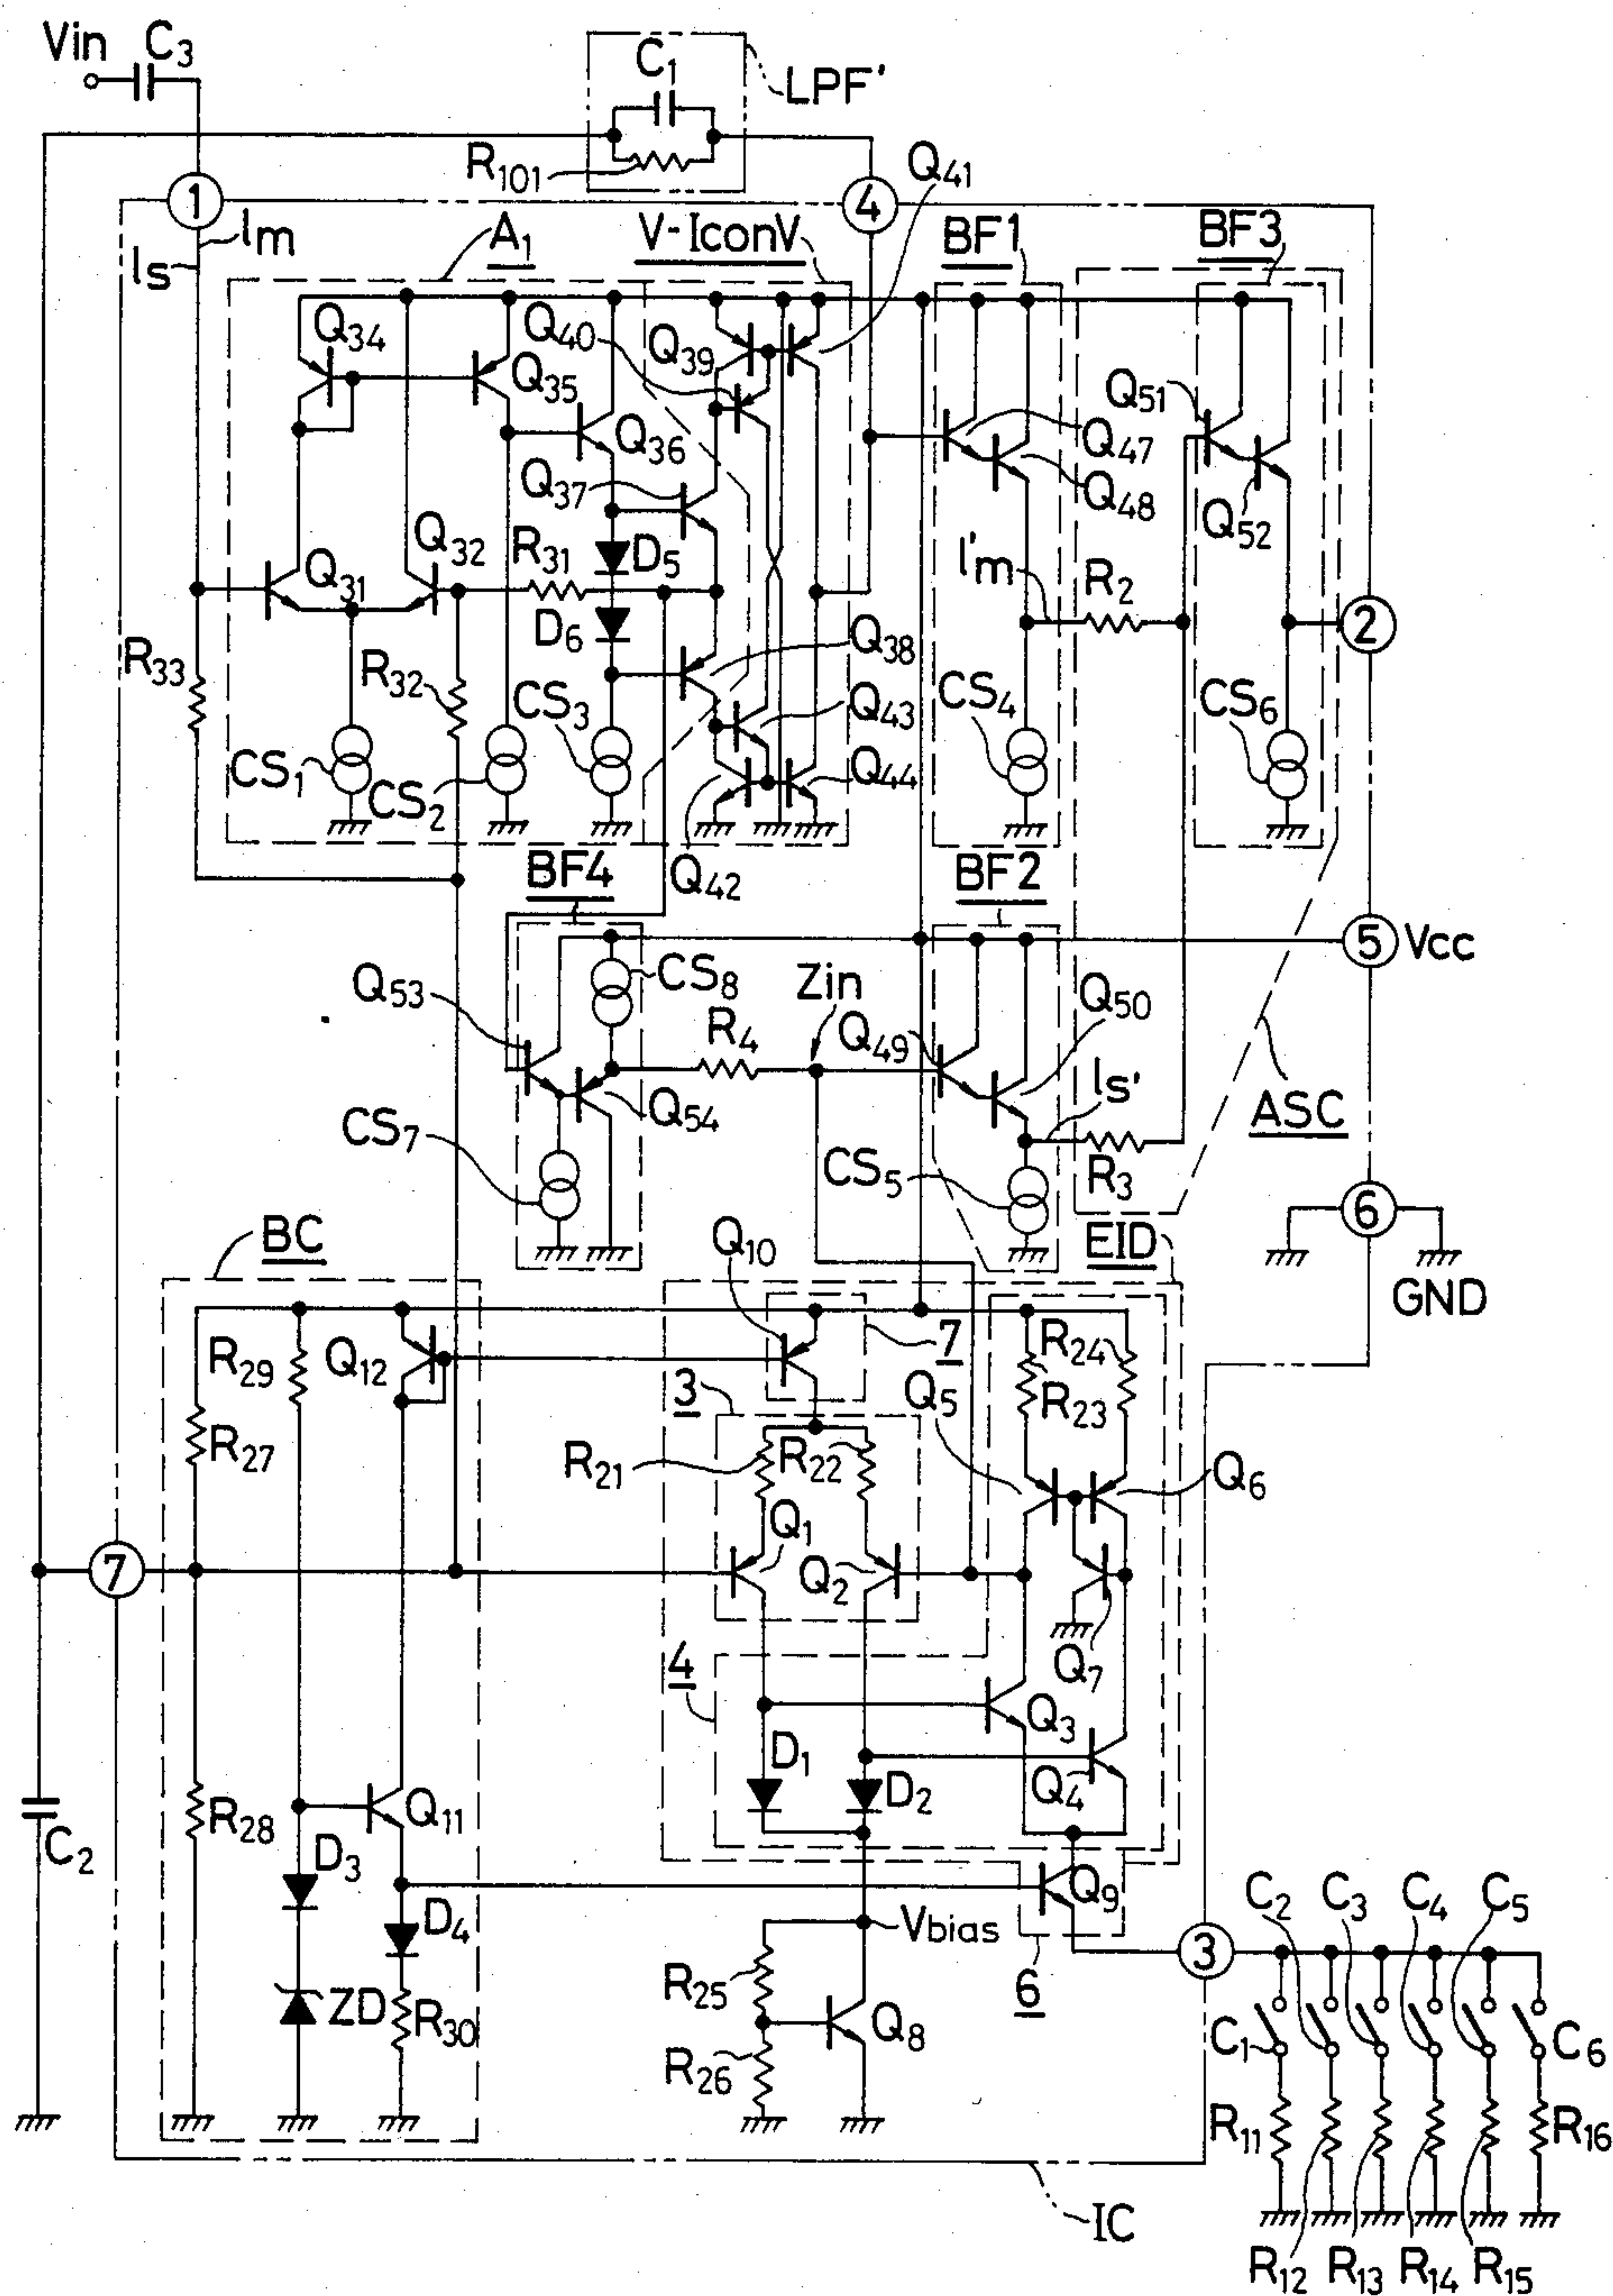 Vin C₃
C₁ LPF'
R₁₀₁
Q₄₁
① ④
lm
ls
A₁ V-IconV BF1 BF3
Q₃₄ Q₄₀ Q₃₉
Q₃₅ Q₅₁
Q₃₆ Q₄₇
Q₃₇ Q₄₈ Q₅₂
Q₃₁ Q₃₂ R₃₁ D₅ l'm R₂
D₆ ②
R₃₃ R₃₂ Q₃₈
CS₃ Q₄₃ CS₄ CS₆
CS₁ CS₂ Q₄₄
BF4 Q₄₂ BF2
⑤ Vcc
Q₅₃ CS₈ Zin Q₅₀
R₄ Q₄₉
Q₅₄ ls' ASC
CS₇ CS₅ R₃
⑥
BC Q₁₀ EID
GND
R₂₉ Q₁₂ 7 R₂₄
3 Q₅ R₂₃
R₂₇ R₂₁ R₂₂ Q₆
Q₁
⑦ Q₂
4 Q₇
Q₃
D₁
R₂₈ Q₁₁ D₂ Q₄
C₂ D₃
Q₉ C₂ C₃ C₄ C₅
D₄ Vbias ③
ZD R₃₀ R₂₅ 6
Q₈ C₁ C₆
R₂₆
R₁₁ R₁₆
IC
R₁₂ R₁₃ R₁₄ R₁₅